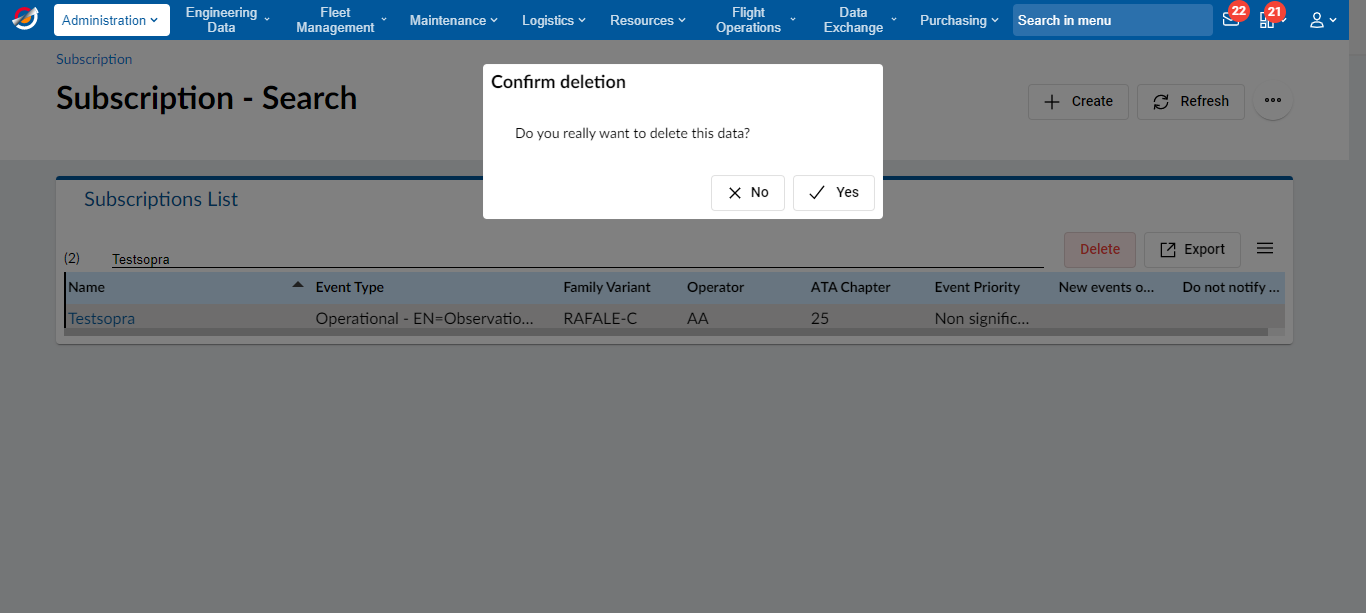 Administration
Engineering
Data
Fleet
Management
Maintenance
Logistics
Resources
Flight
Operations
Data
Exchange
Purchasing
Search in menu
22
21
Subscription
Subscription - Search
Create
Refresh
Confirm deletion
Do you really want to delete this data?
No
Yes
Subscriptions List
(2)
Testsopra
Delete
Export
Name
Event Type
Family Variant
Operator
ATA Chapter
Event Priority
New events o...
Do not notify ...
Testsopra
Operational - EN=Observatio...
RAFALE-C
AA
25
Non signific...